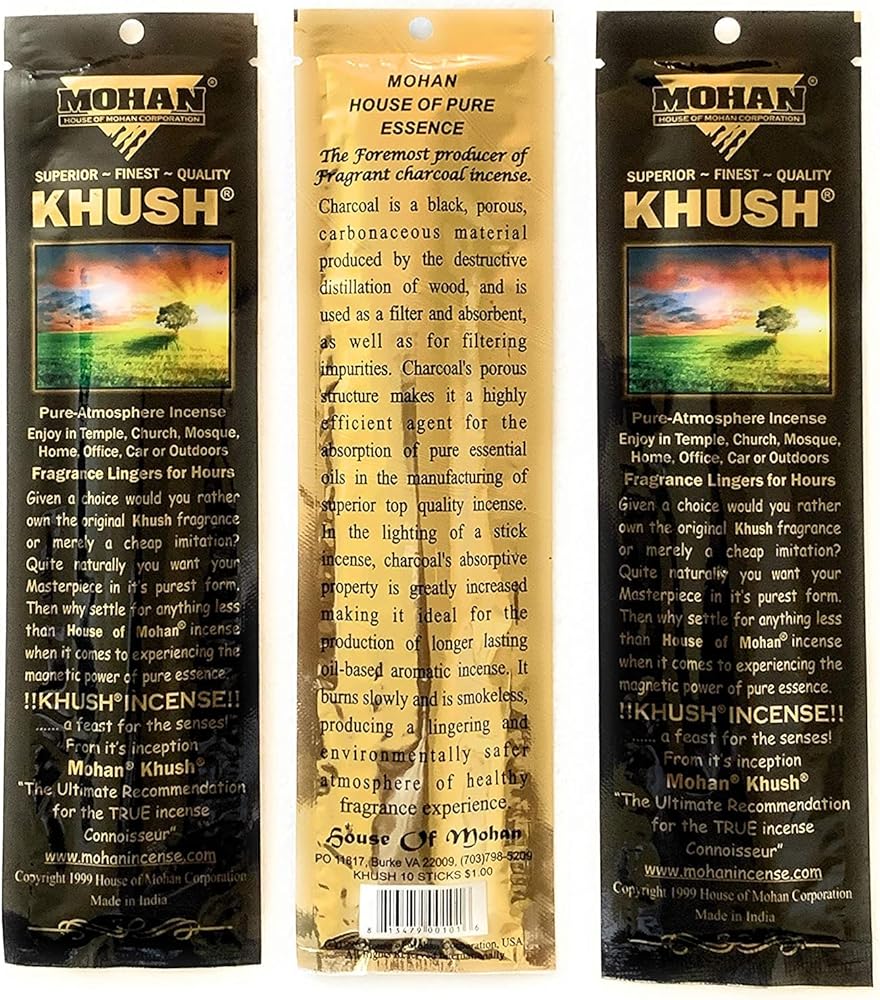 MOHAN®
HOUSE OF MOHAN CORPORATION
SUPERIOR ~ FINEST ~ QUALITY
KHUSH®
Pure-Atmosphere Incense
Enjoy in Temple, Church, Mosque,
Home, Office, Car or Outdoors
Fragrance Lingers for Hours
Given a choice would you rather
own the original Khush fragrance
or merely a cheap imitation?
Quite naturally you want your
Masterpiece in it's purest form.
Then why settle for anything less
than House of Mohan® incense
when it comes to experiencing the
magnetic power of pure essence.
!!KHUSH® INCENSE!!
...... a feast for the senses!
From it's inception
Mohan® Khush®
"The Ultimate Recommendation
for the TRUE incense
Connoisseur"
www.mohanincense.com
Copyright 1999 House of Mohan Corporation
Made in India
MOHAN
HOUSE OF PURE
ESSENCE
The Foremost producer of
Fragrant charcoal incense.
Charcoal is a black, porous,
carbonaceous material
produced by the destructive
distillation of wood, and is
used as a filter and absorbent,
as well as for filtering
impurities. Charcoal's porous
structure makes it a highly
efficient agent for the
absorption of pure essential
oils in the manufacturing of
superior top quality incense.
In the lighting of a stick
incense, charcoal's absorptive
property is greatly increased
making it ideal for the
production of longer lasting
oil-based aromatic incense. It
burns slowly and is smokeless,
producing a lingering and
environmentally safer
atmosphere of healthy
fragrance experience.
House Of Mohan
PO 11817, Burke VA 22009, (703)798-5209
KHUSH 10 STICKS $1.00
8 13479 00101 6
Corporation, USA
All Rights Reserved Internationally
MOHAN®
HOUSE OF MOHAN CORPORATION
SUPERIOR ~ FINEST ~ QUALITY
KHUSH®
Pure-Atmosphere Incense
Enjoy in Temple, Church, Mosque,
Home, Office, Car or Outdoors
Fragrance Lingers for Hours
Given a choice would you rather
own the original Khush fragrance
or merely a cheap imitation?
Quite naturally you want your
Masterpiece in it's purest form.
Then why settle for anything less
than House of Mohan® incense
when it comes to experiencing the
magnetic power of pure essence.
!!KHUSH® INCENSE!!
...... a feast for the senses!
From it's inception
Mohan® Khush®
"The Ultimate Recommendation
for the TRUE incense
Connoisseur"
www.mohanincense.com
Copyright 1999 House of Mohan Corporation
Made in India